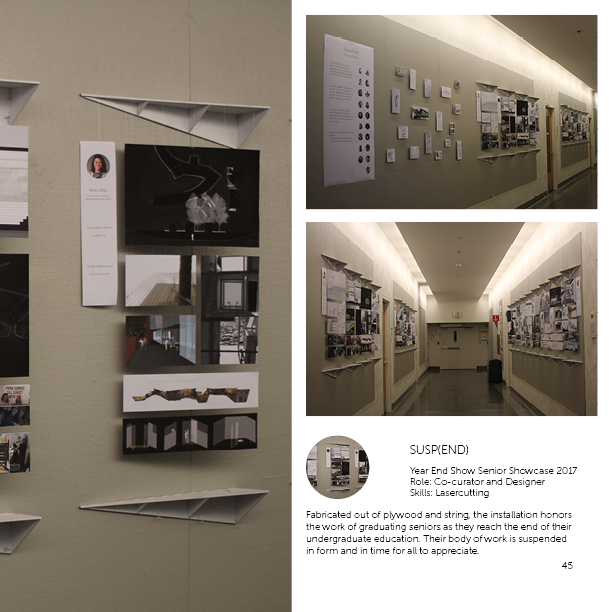 SUSP(END)
Year End Show Senior Showcase 2017
Role: Co-curator and Designer
Skills: Lasercutting
Fabricated out of plywood and string, the installation honors
the work of graduating seniors as they reach the end of their
undergraduate education. Their body of work is suspended
in form and in time for all to appreciate.
45